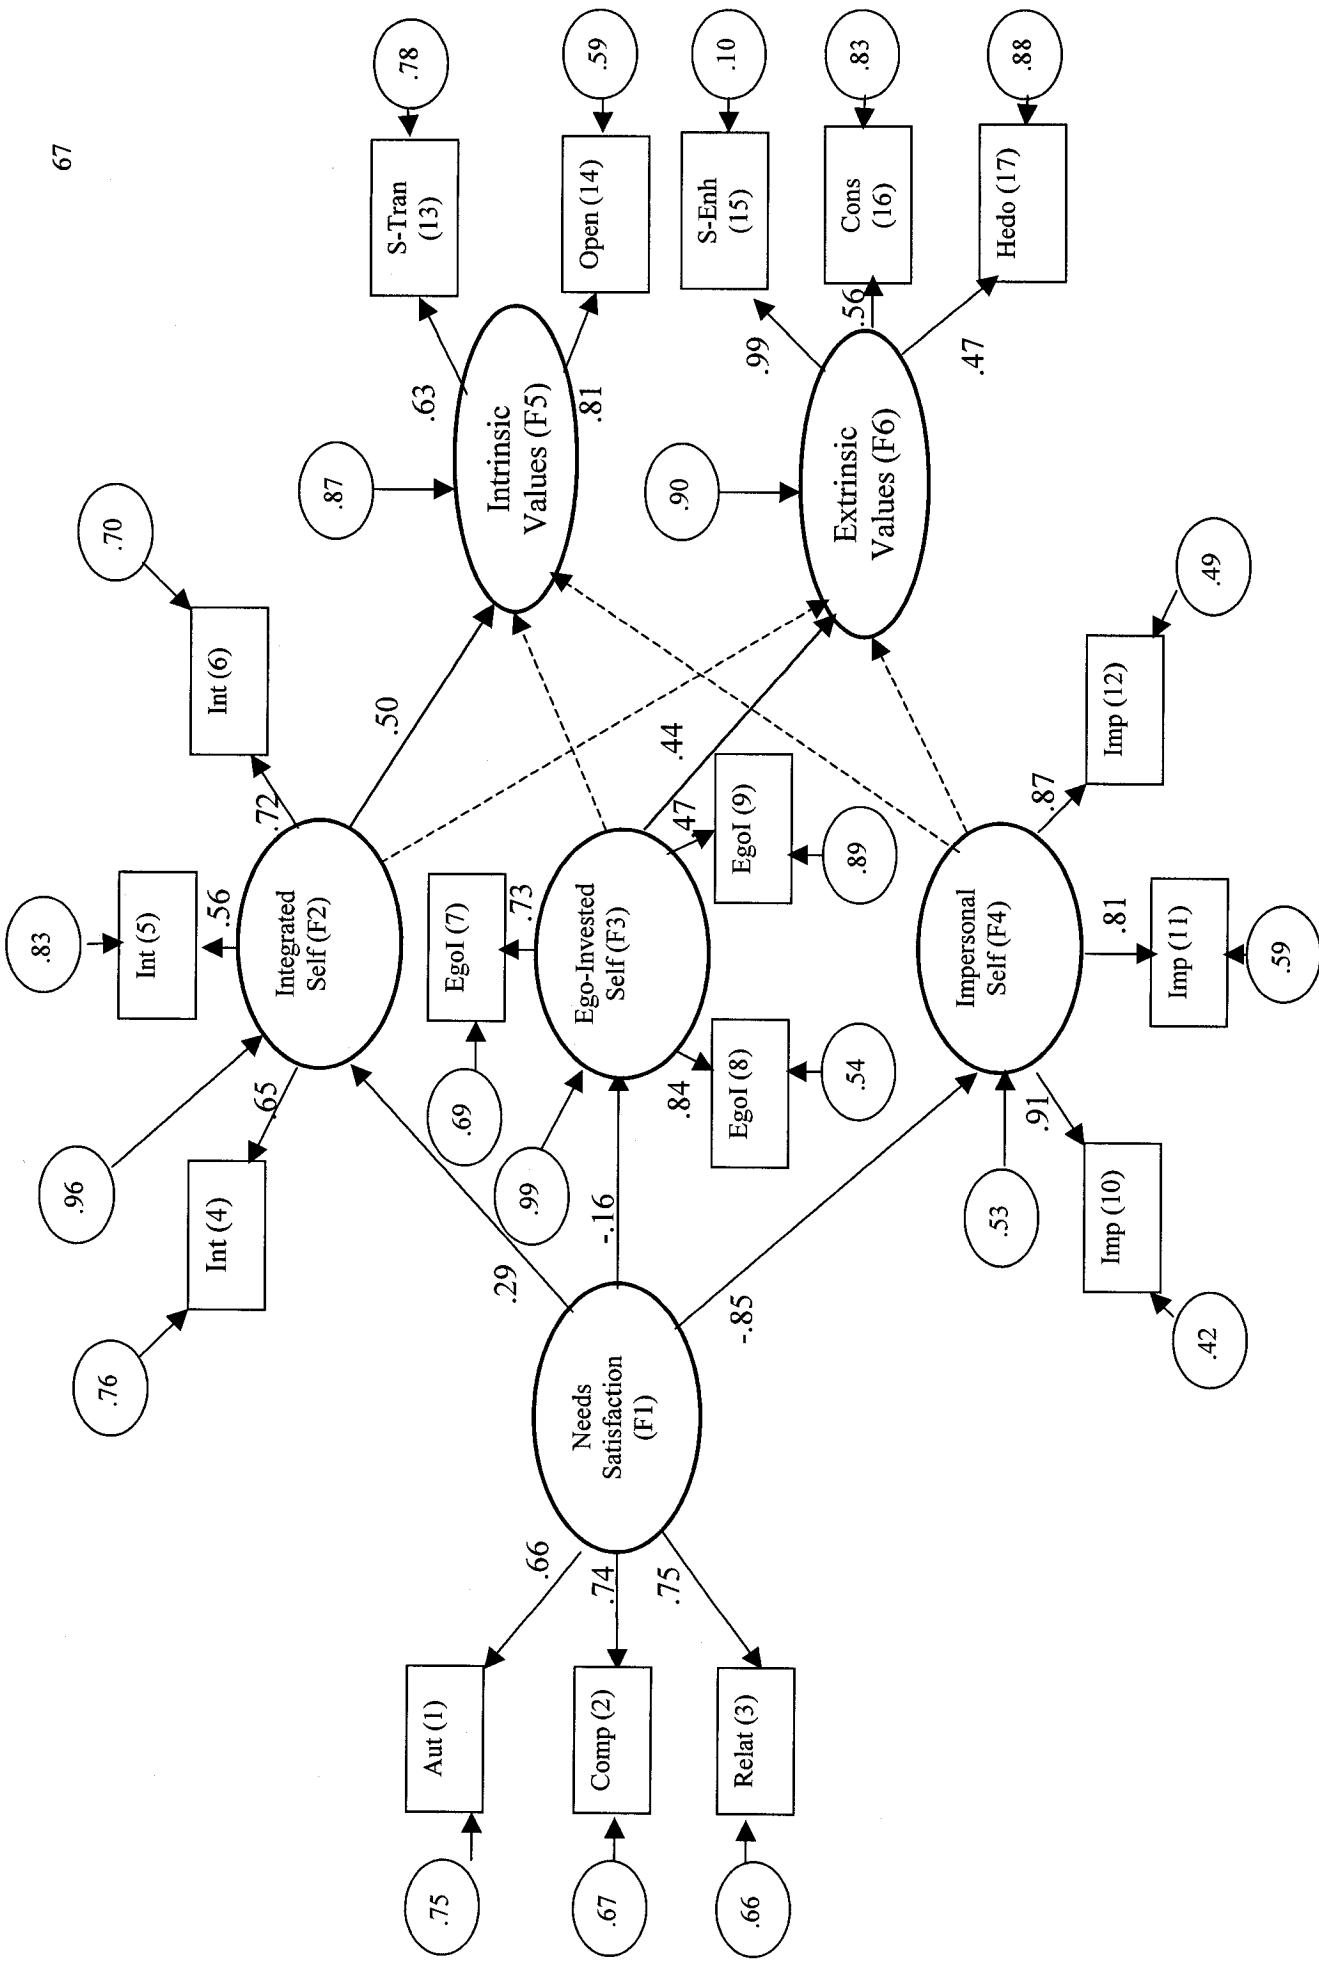 67
.78
S-Tran
(13)
.59
Open (14)
.10
S-Enh
(15)
.83
Cons
(16)
.88
Hedo (17)
.63
.81
.99
.56
.47
.87
Intrinsic
Values (F5)
.90
Extrinsic
Values (F6)
.70
Int (6)
.72
.50
.83
Int (5)
.56
Integrated
Self (F2)
.96
.65
Int (4)
.76
.44
.47
EgoI (9)
.89
EgoI (7)
.73
.69
Ego-Invested
Self (F3)
.99
.84
EgoI (8)
.54
.49
Imp (12)
.87
Impersonal
Self (F4)
.81
Imp (11)
.59
.53
.91
Imp (10)
.42
.29
-.16
-.85
Needs
Satisfaction
(F1)
.66
.74
.75
Aut (1)
Comp (2)
Relat (3)
.75
.67
.66